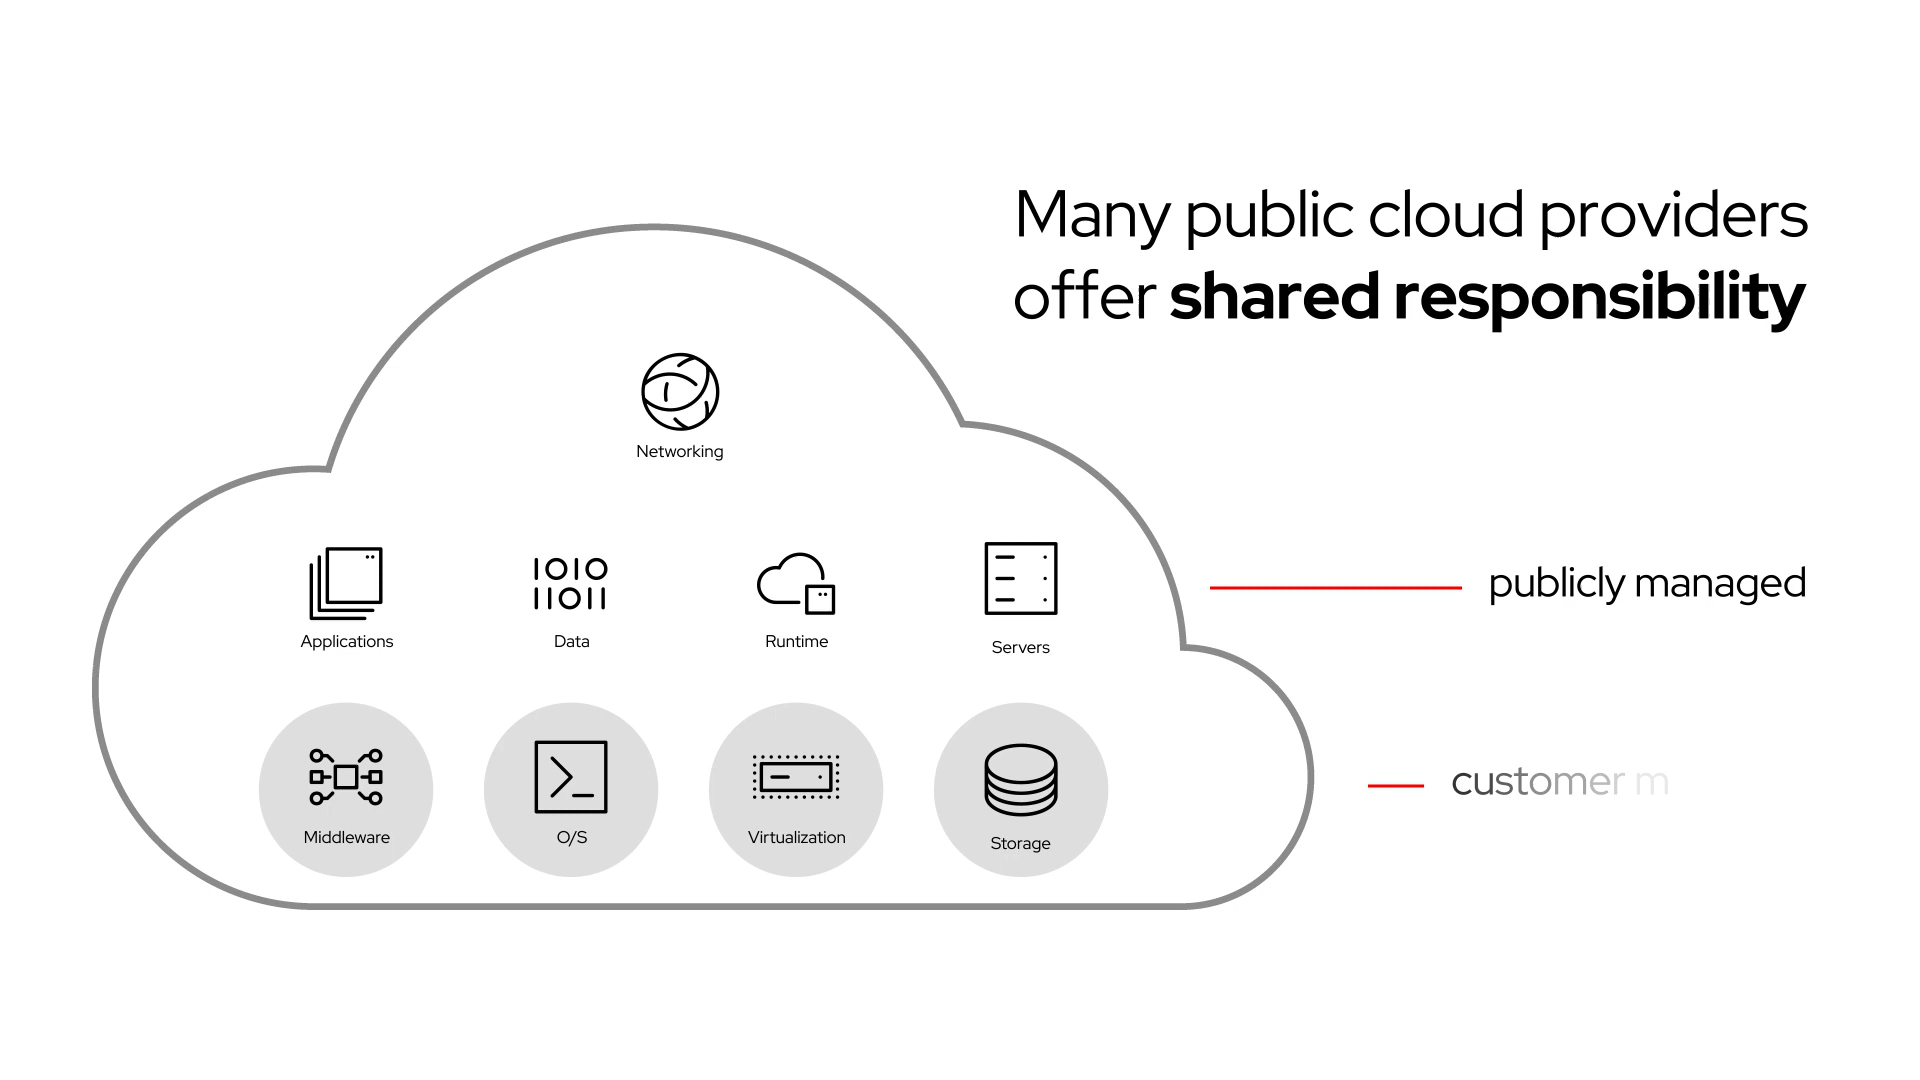 Many public cloud providers
offer shared responsibility
Networking
Applications
Data
Runtime
Servers
publicly managed
Middleware
O/S
Virtualization
Storage
customer m